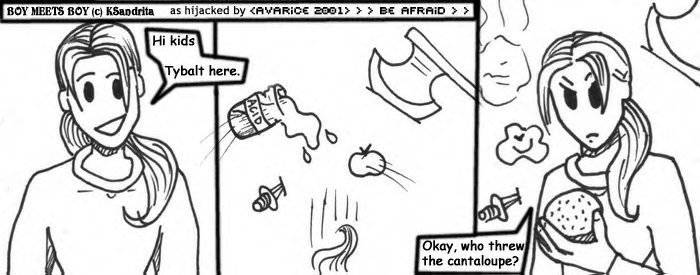 BOY MEETS BOY (c) KSandrita as hijacked by <AVARiCE 2001> > > BE AFRAiD > >
Hi kids
Tybalt here.
ACID
Okay, who threw
the cantaloupe?